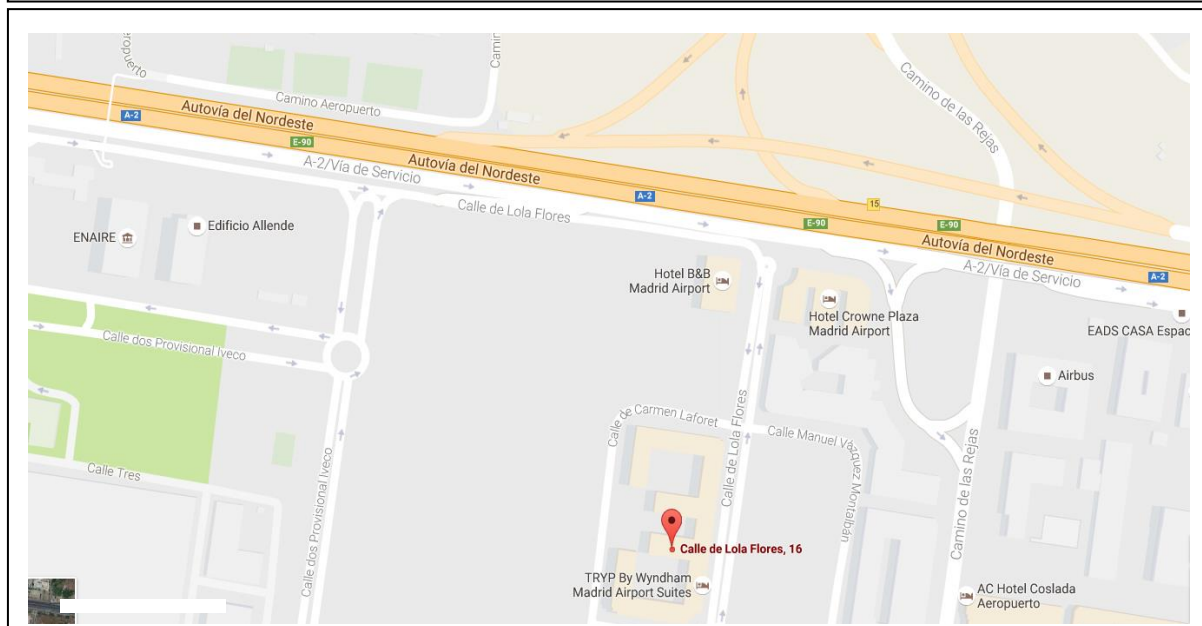 Aeropuerto
Camino Aeropuerto
Camino de las Rejas
Autovía del Nordeste
A-2
E-90
A-2/Vía de Servicio
Autovía del Nordeste
A-2
15
Calle de Lola Flores
E-90
E-90
Autovía del Nordeste
A-2/Vía de Servicio
A-2
ENAIRE
Edificio Allende
Hotel B&B
Madrid Airport
Hotel Crowne Plaza
Madrid Airport
EADS CASA Espac
Calle dos Provisional Iveco
Airbus
Calle de Carmen Laforet
Calle de Lola Flores
Calle Manuel Vázquez Montalbán
Calle Tres
Calle dos Provisional Iveco
Camino de las Rejas
Calle de Lola Flores, 16
TRYP By Wyndham
Madrid Airport Suites
AC Hotel Coslada
Aeropuerto